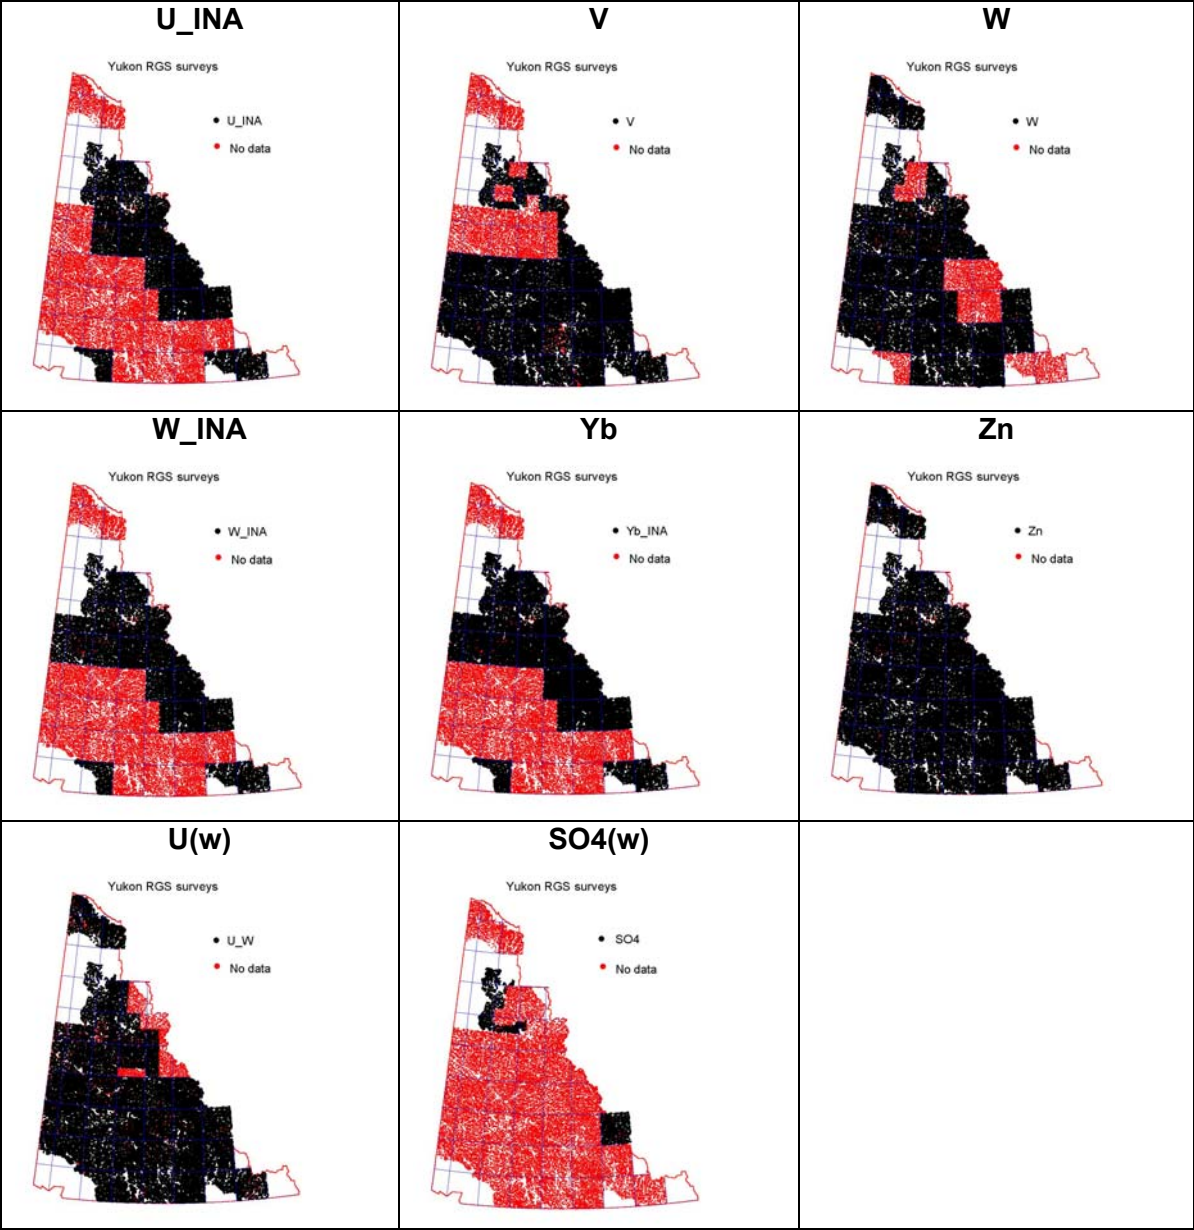 U_INA
Yukon RGS surveys
U_INA
No data
V
Yukon RGS surveys
V
No data
W
Yukon RGS surveys
W
No data
W_INA
Yukon RGS surveys
W_INA
No data
Yb
Yukon RGS surveys
Yb_INA
No data
Zn
Yukon RGS surveys
Zn
No data
U(w)
Yukon RGS surveys
U_W
No data
SO4(w)
Yukon RGS surveys
SO4
No data